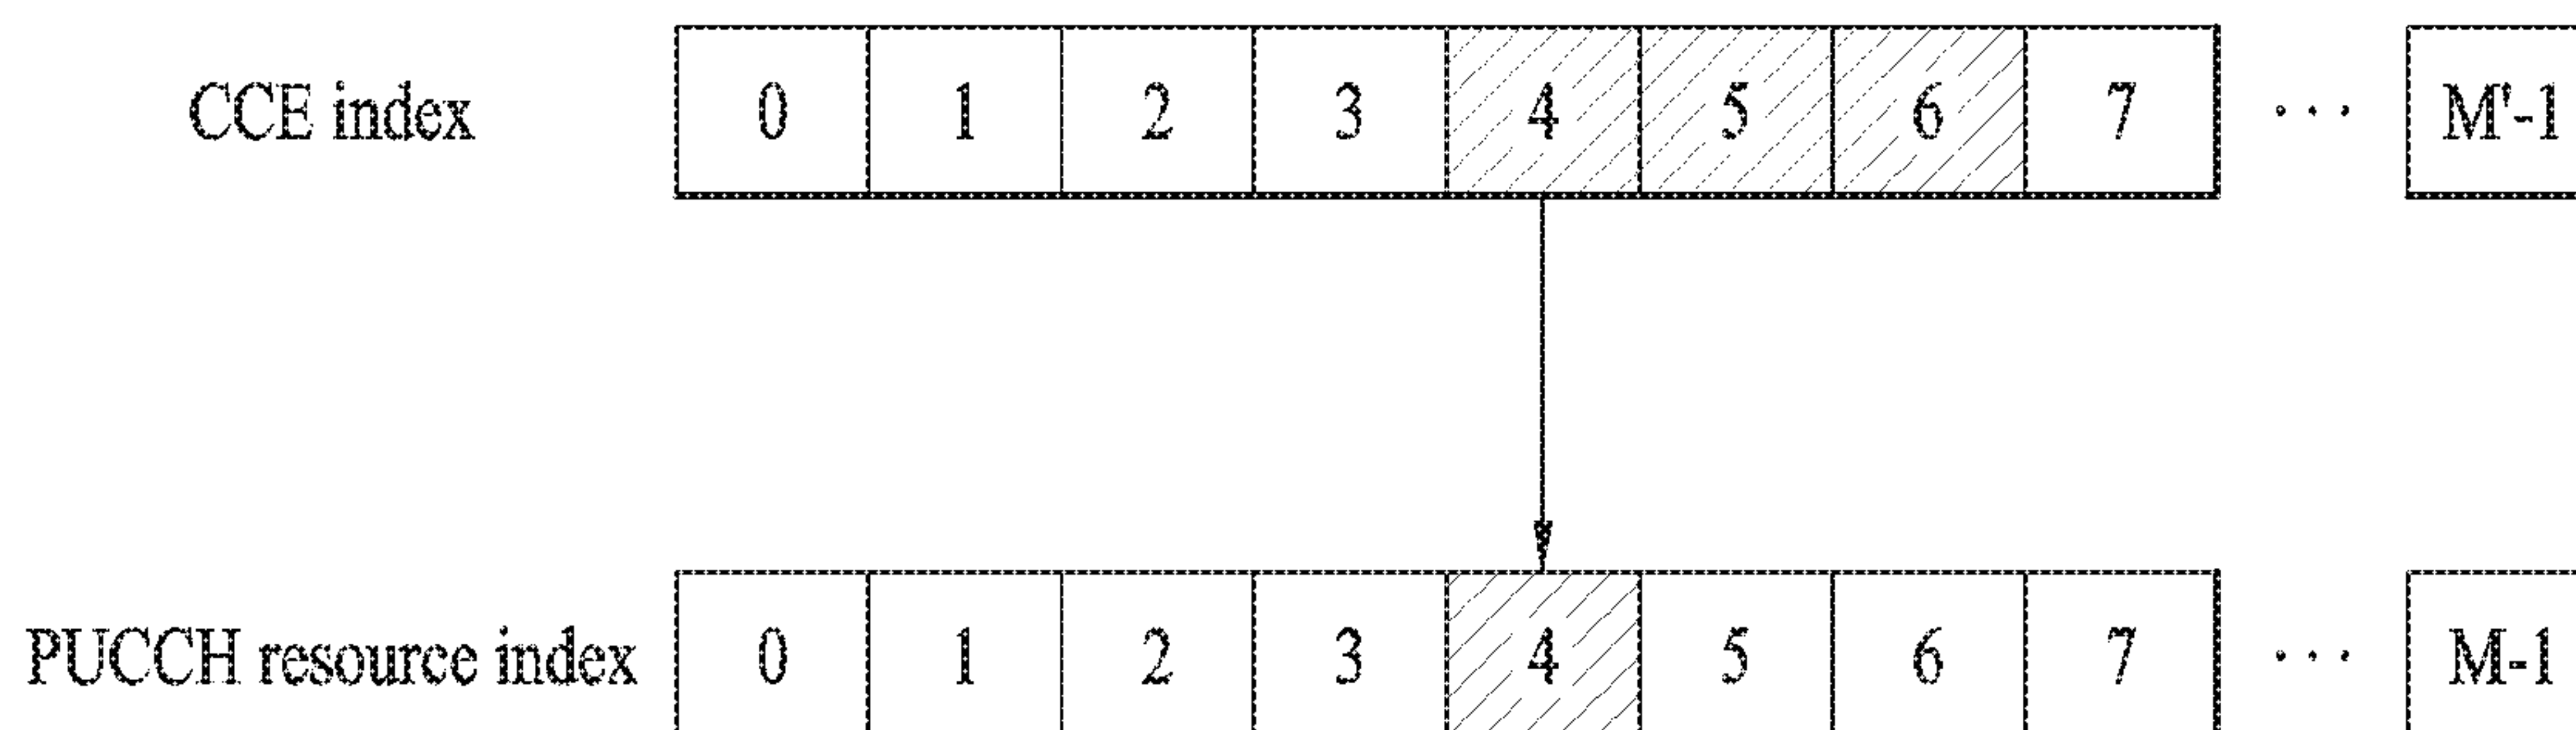 CCE index 0 1 2 3 4 5 6 7 ... M'-1
PUCCH resource index 0 1 2 3 4 5 6 7 ... M-1